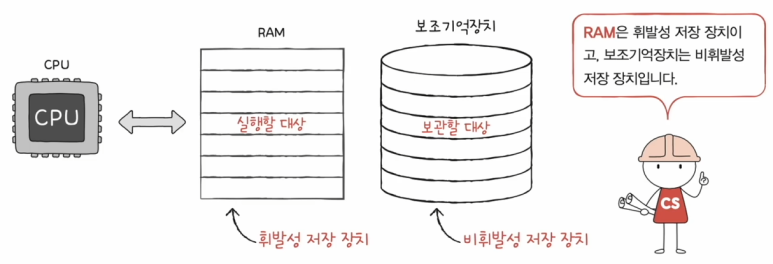 CPU
CPU
RAM
실행할 대상
휘발성 저장 장치
보조기억장치
보관할 대상
비휘발성 저장 장치
RAM은 휘발성 저장 장치이
고, 보조기억장치는 비휘발성
저장 장치입니다.
CS